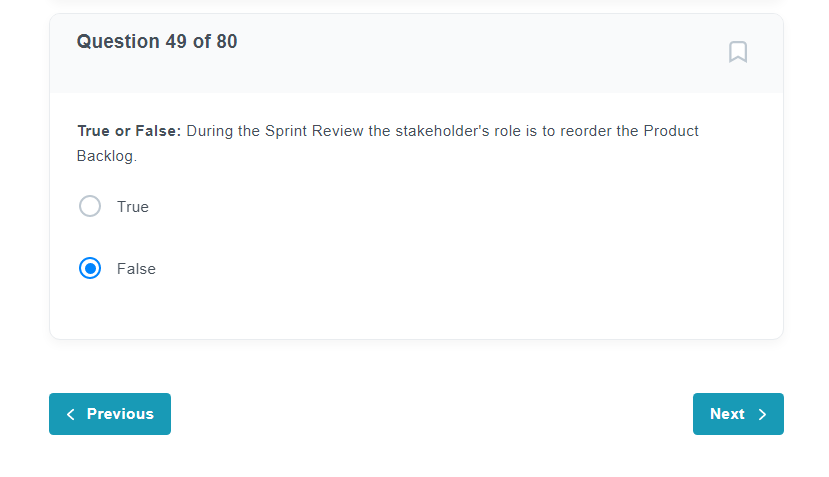 Question 49 of 80
True or False: During the Sprint Review the stakeholder's role is to reorder the Product
Backlog.
True
False
Previous
Next